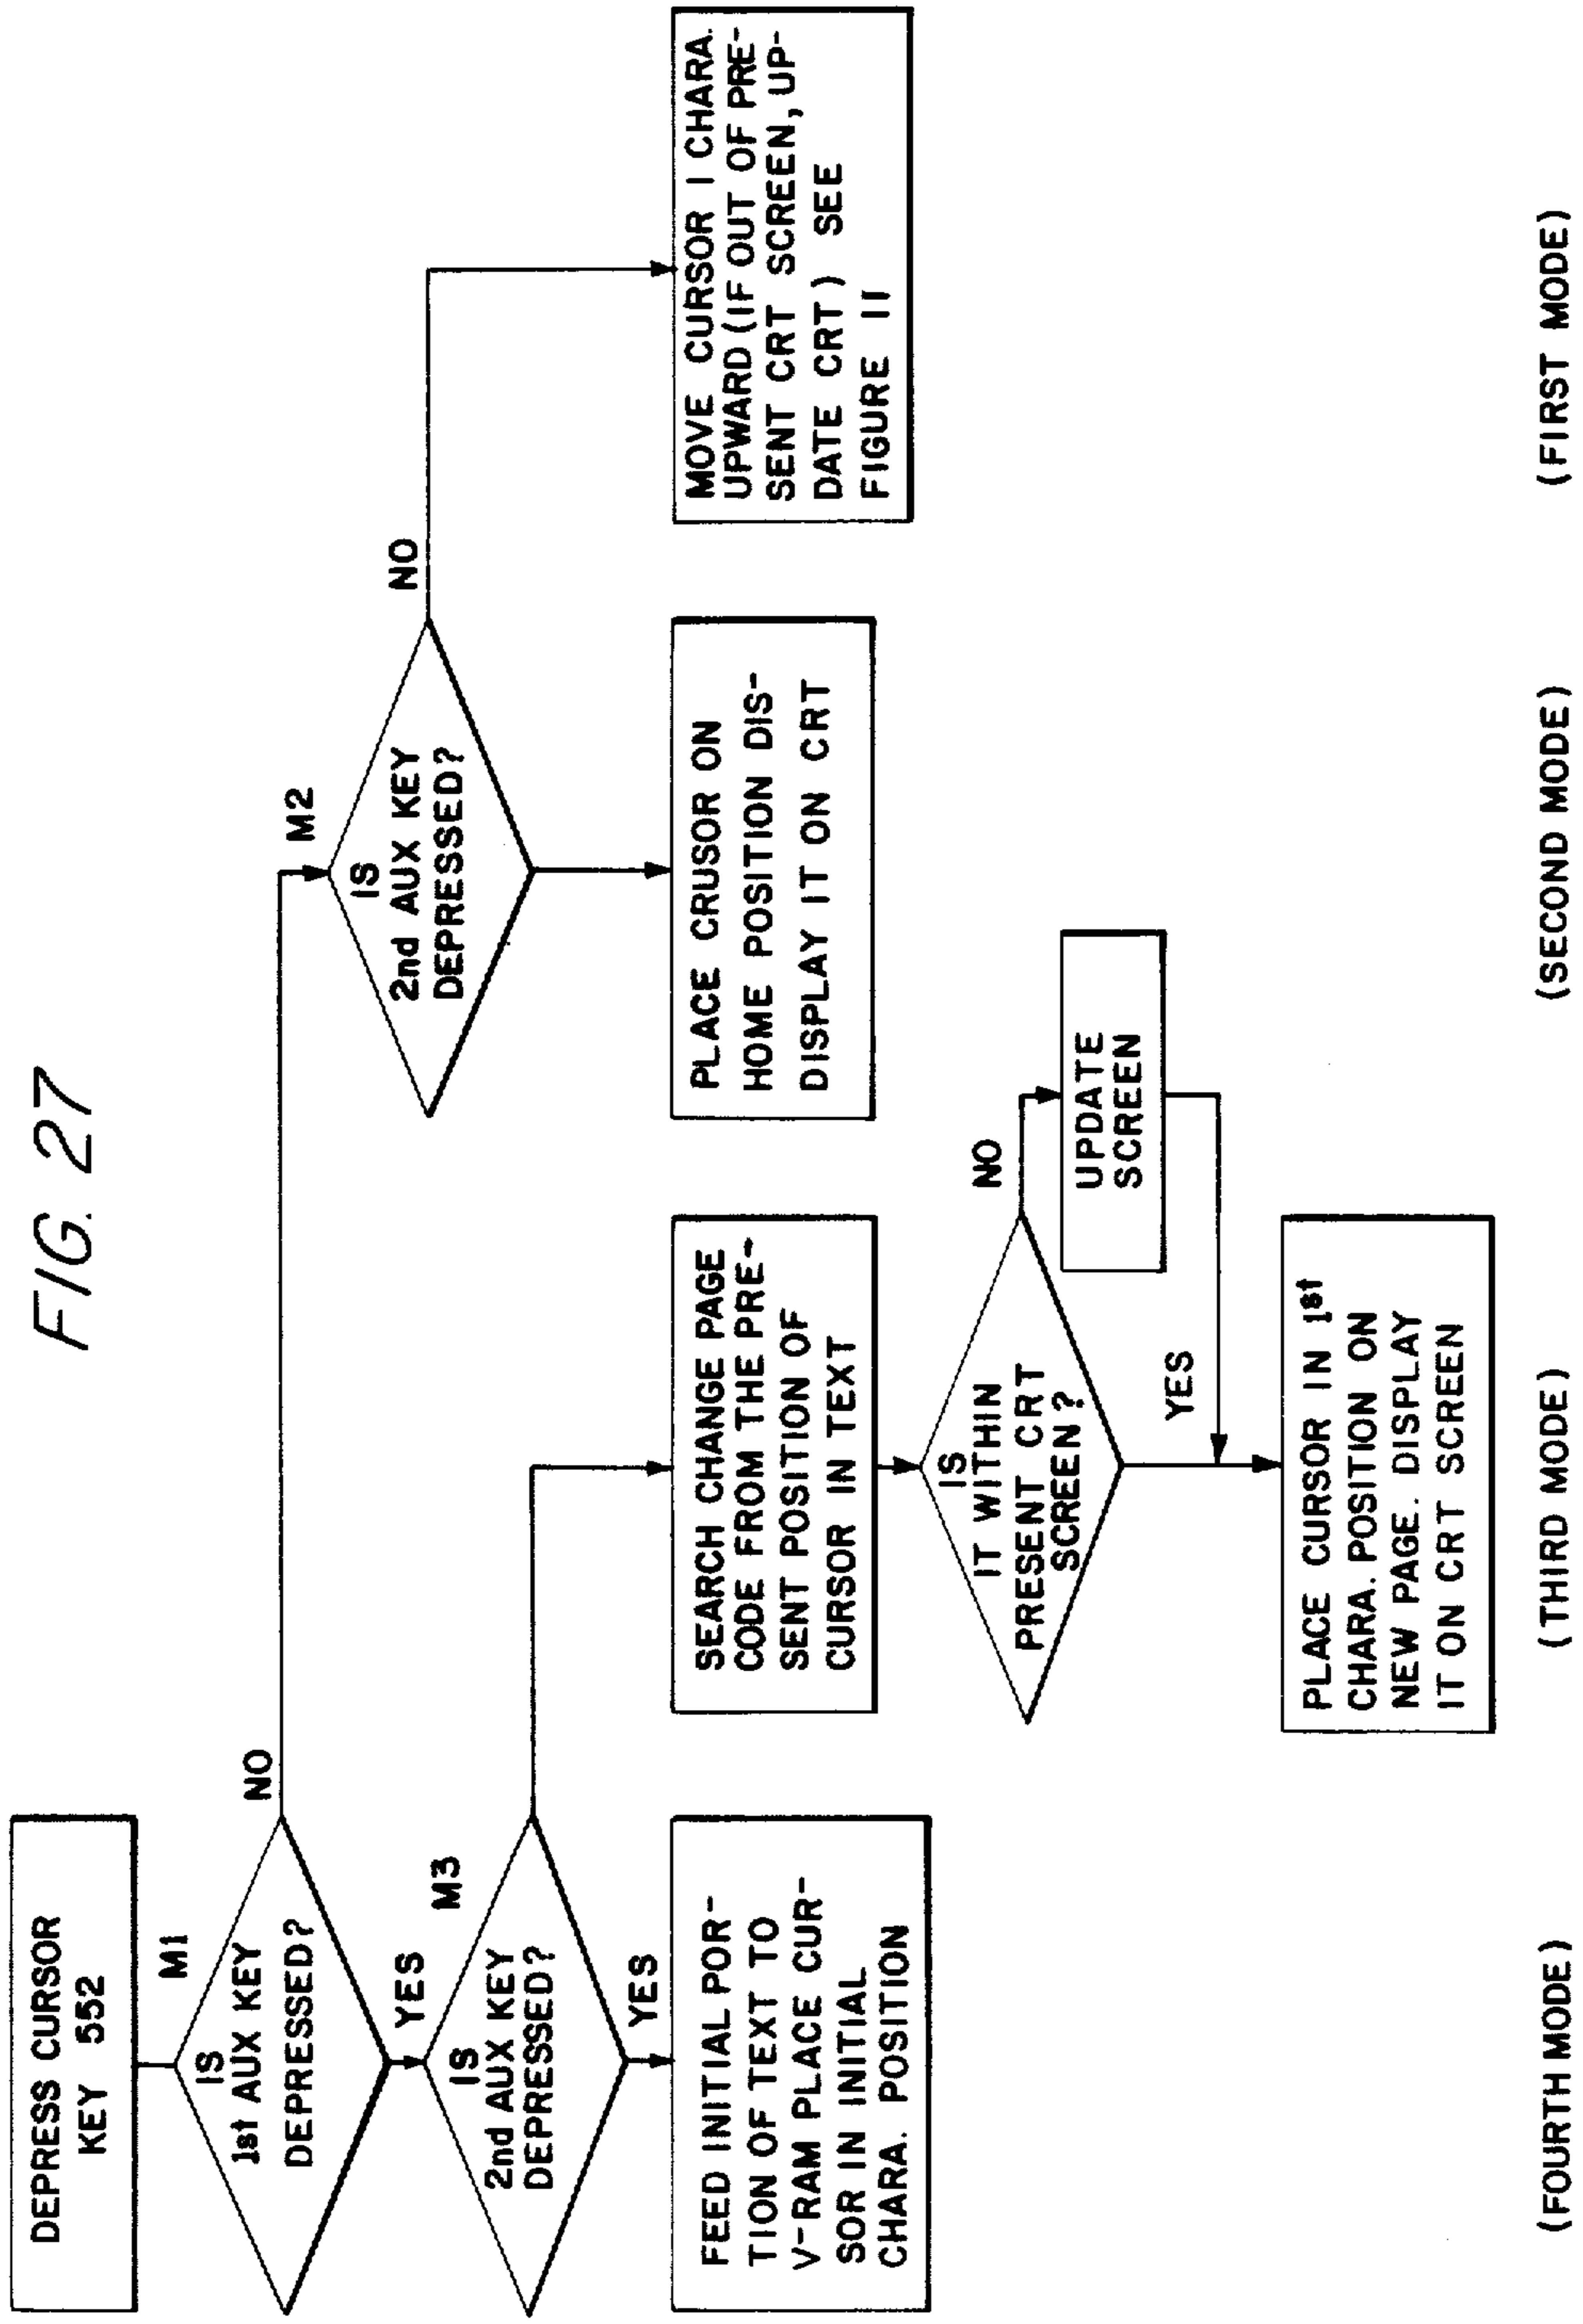 FIG. 27
DEPRESS CURSOR
KEY 552
M1
IS
1st AUX KEY
DEPRESSED?
NO
YES
M2
IS
2nd AUX KEY
DEPRESSED?
NO
M3
IS
2nd AUX KEY
DEPRESSED?
YES
FEED INITIAL POR-
TION OF TEXT TO
V-RAM PLACE CUR-
SOR IN INITIAL
CHARA. POSITION
SEARCH CHANGE PAGE
CODE FROM THE PRE-
SENT POSITION OF
CURSOR IN TEXT
PLACE CRUSOR ON
HOME POSITION DIS-
DISPLAY IT ON CRT
MOVE CURSOR 1 CHARA.
UPWARD (IF OUT OF PRE-
SENT CRT SCREEN, UP-
DATE CRT) SEE
FIGURE 11
IS
IT WITHIN
PRESENT CRT
SCREEN?
NO
UPDATE
SCREEN
YES
PLACE CURSOR IN 1st
CHARA. POSITION ON
NEW PAGE. DISPLAY
IT ON CRT SCREEN
(FOURTH MODE)
(THIRD MODE)
(SECOND MODE)
(FIRST MODE)